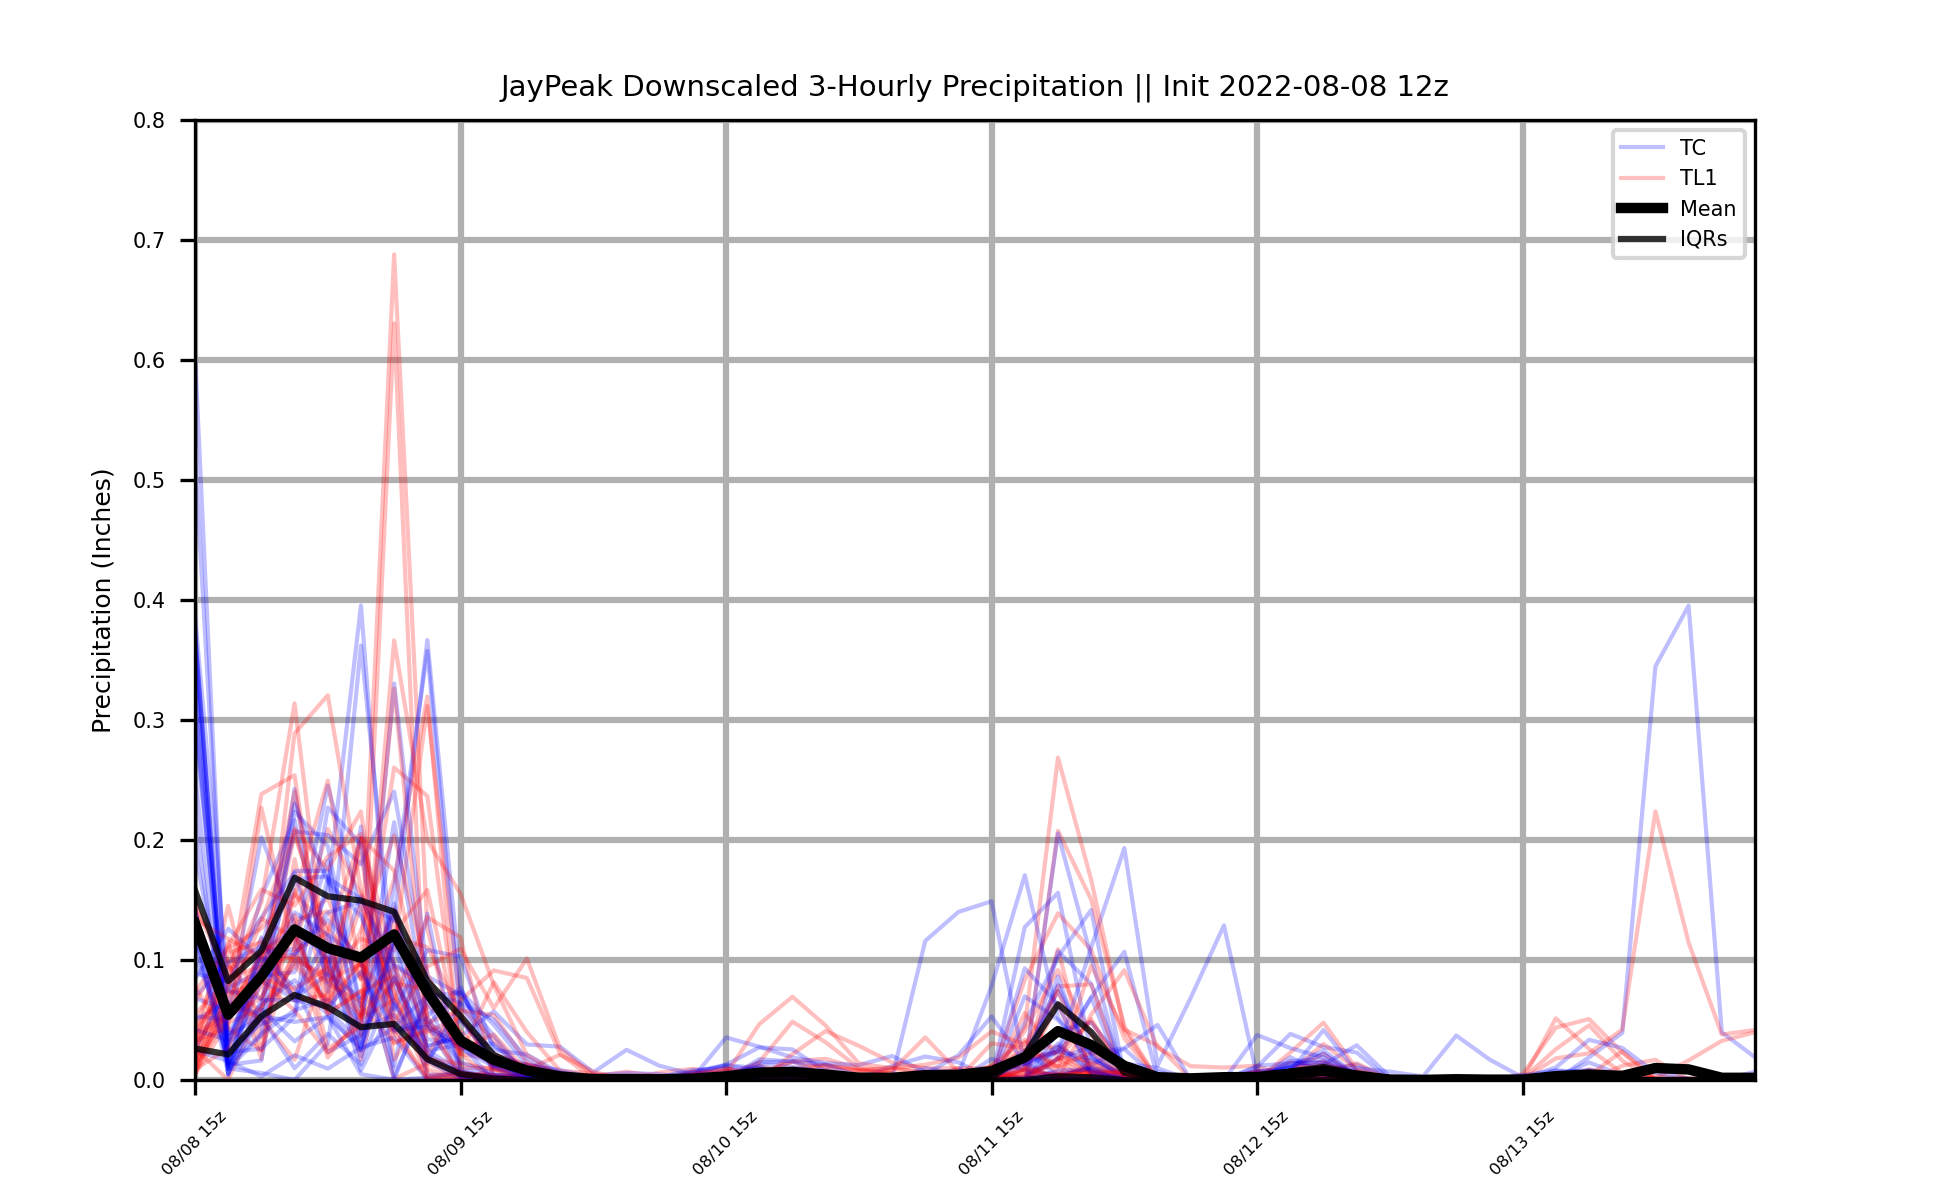 JayPeak Downscaled 3-Hourly Precipitation || Init 2022-08-08 12z
Precipitation (Inches)
0.8
0.7
0.6
0.5
0.4
0.3
0.2
0.1
0.0
TC
TL1
Mean
IQRs
08/08 15z
08/09 15z
08/10 15z
08/11 15z
08/12 15z
08/13 15z